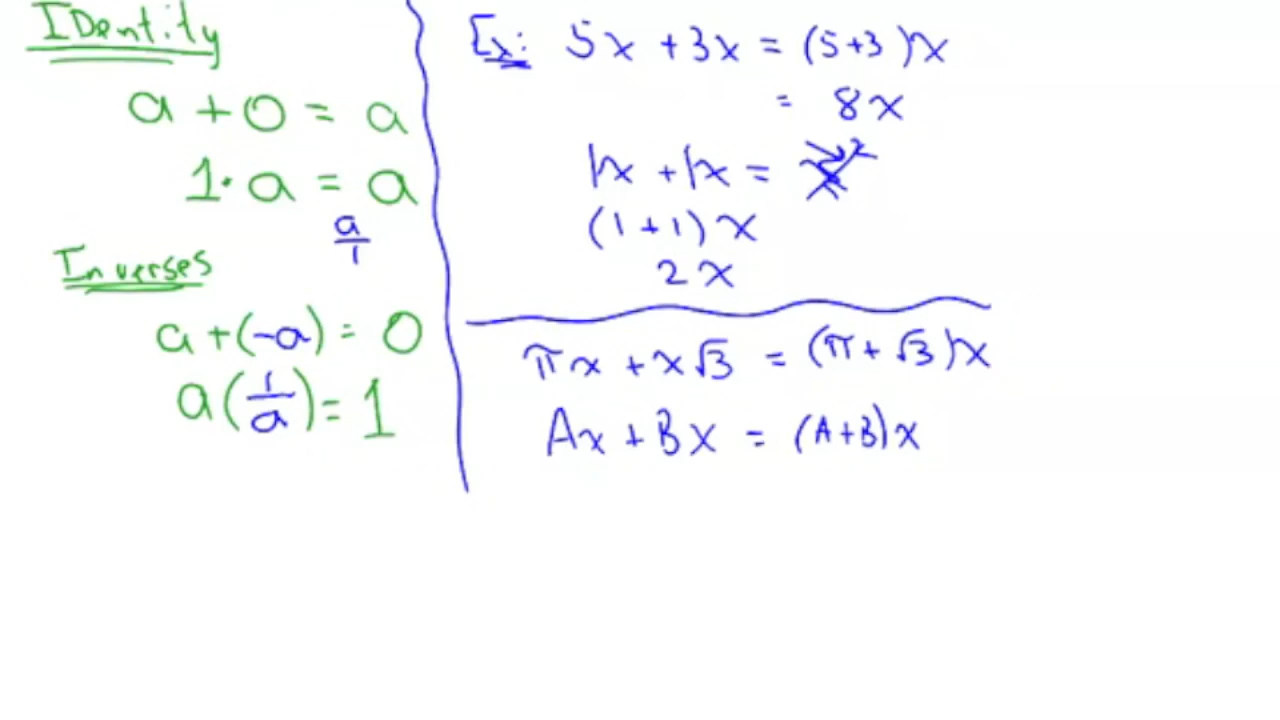 IDentity
a + 0 = a
1 · a = a
a/1
Inverses
a + (-a) = 0
a(1/a) = 1
Ex: 5x + 3x = (5+3)x
= 8x
1x + 1x =
(1+1)x
2x
πx + x√3 = (π + √3)x
Ax + Bx = (A+B)x